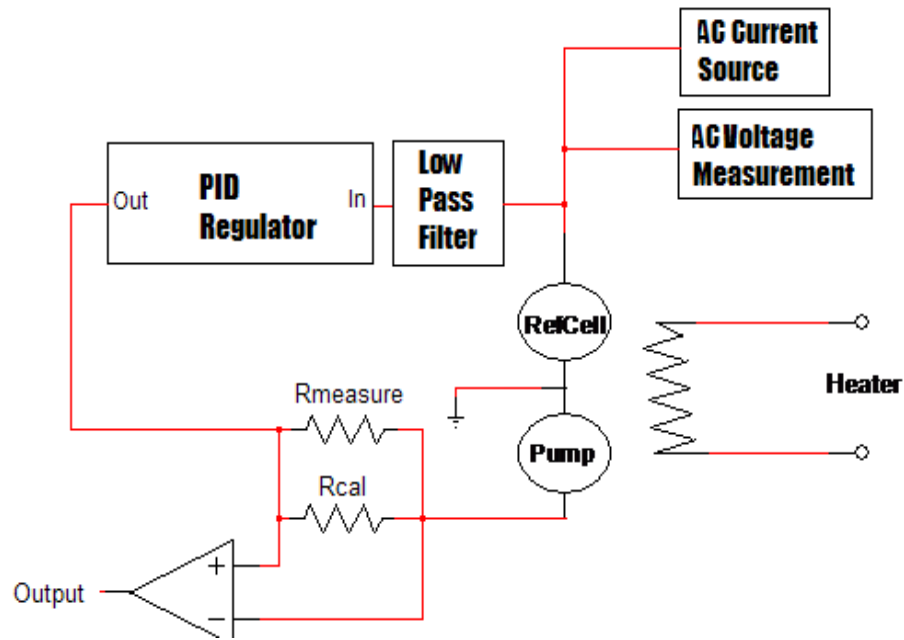 AC Current
Source
AC Voltage
Measurement
Low
Pass
Filter
PID
Regulator
Out
In
RefCell
Heater
Rmeasure
Pump
Rcal
+
−
Output